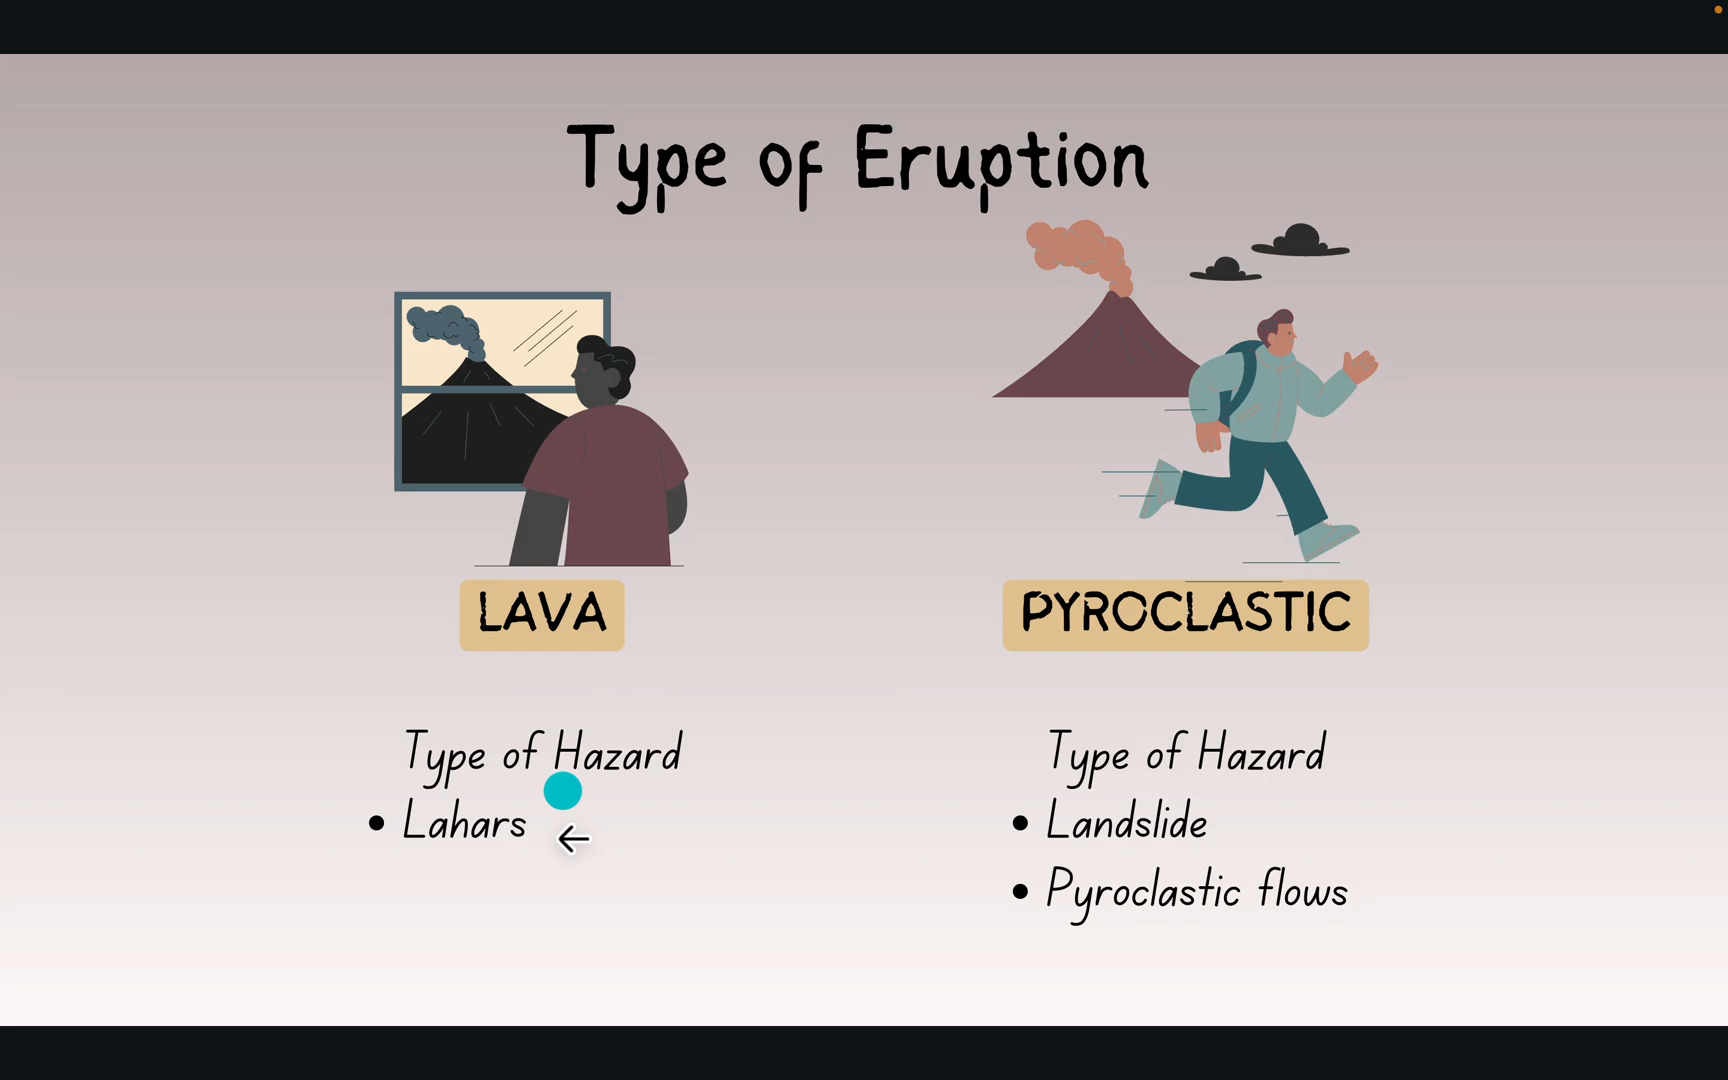 Type of Eruption
LAVA
Type of Hazard
• Lahars
PYROCLASTIC
Type of Hazard
• Landslide
• Pyroclastic flows